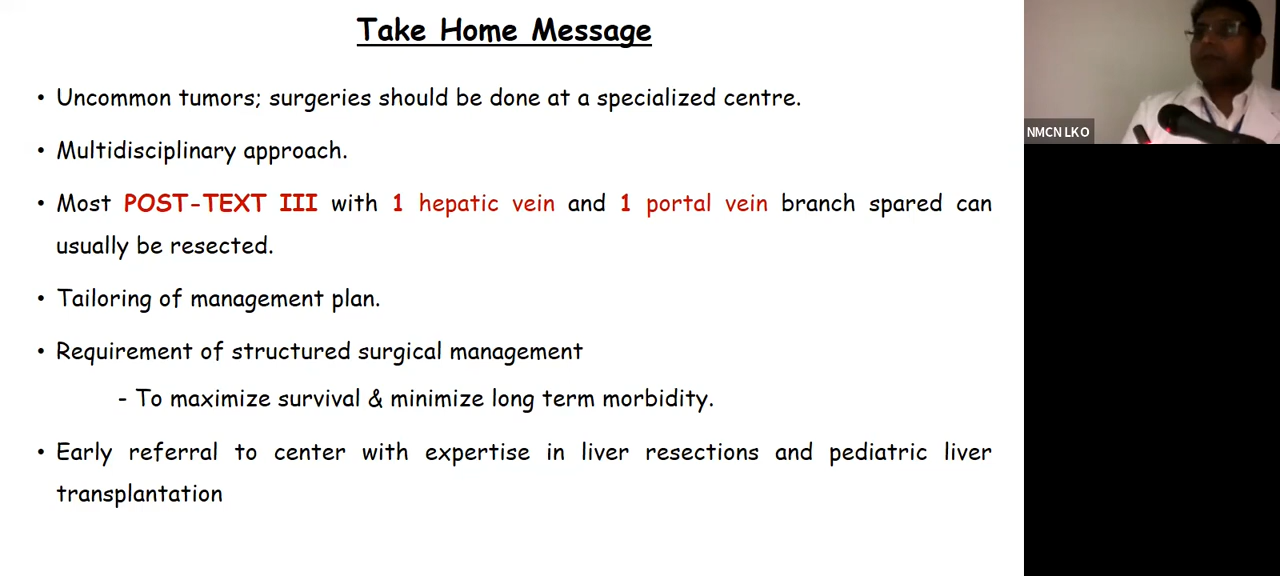 Take Home Message
• Uncommon tumors; surgeries should be done at a specialized centre.
• Multidisciplinary approach.
• Most POST-TEXT III with 1 hepatic vein and 1 portal vein branch spared can
usually be resected.
• Tailoring of management plan.
• Requirement of structured surgical management
- To maximize survival & minimize long term morbidity.
• Early referral to center with expertise in liver resections and pediatric liver
transplantation
NMCN LKO